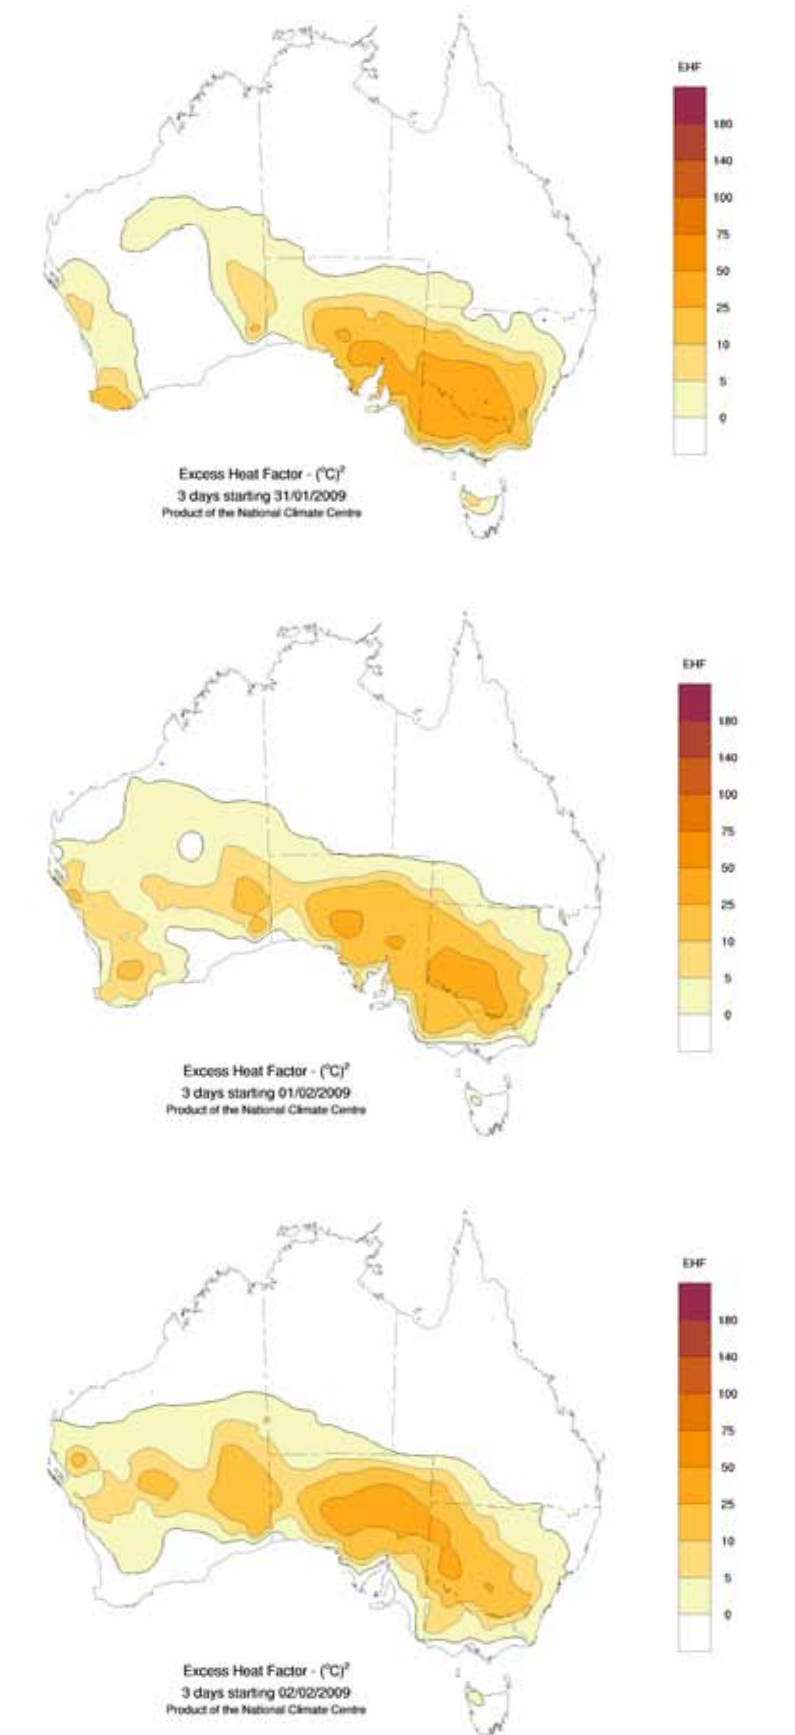 EHF
180
140
100
75
50
25
10
5
0
Excess Heat Factor - (°C)²
3 days starting 31/01/2009
Product of the National Climate Centre
EHF
180
140
100
75
50
25
10
5
0
Excess Heat Factor - (°C)²
3 days starting 01/02/2009
Product of the National Climate Centre
EHF
180
140
100
75
50
25
10
5
0
Excess Heat Factor - (°C)²
3 days starting 02/02/2009
Product of the National Climate Centre